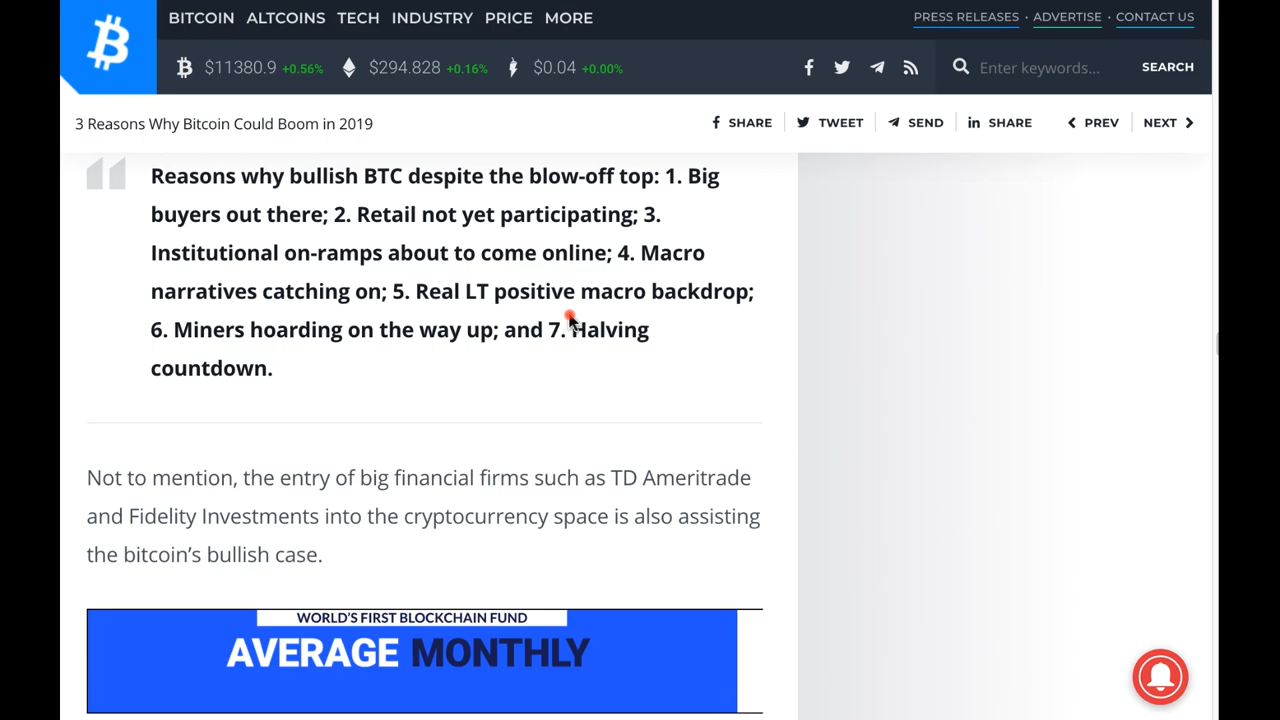 BITCOIN ALTCOINS TECH INDUSTRY PRICE MORE
PRESS RELEASES · ADVERTISE · CONTACT US
$11380.9 +0.56% $294.828 +0.16% $0.04 +0.00%
Enter keywords... SEARCH
3 Reasons Why Bitcoin Could Boom in 2019
SHARE TWEET SEND SHARE PREV NEXT
Reasons why bullish BTC despite the blow-off top: 1. Big
buyers out there; 2. Retail not yet participating; 3.
Institutional on-ramps about to come online; 4. Macro
narratives catching on; 5. Real LT positive macro backdrop;
6. Miners hoarding on the way up; and 7. Halving
countdown.
Not to mention, the entry of big financial firms such as TD Ameritrade
and Fidelity Investments into the cryptocurrency space is also assisting
the bitcoin’s bullish case.
WORLD'S FIRST BLOCKCHAIN FUND
AVERAGE MONTHLY